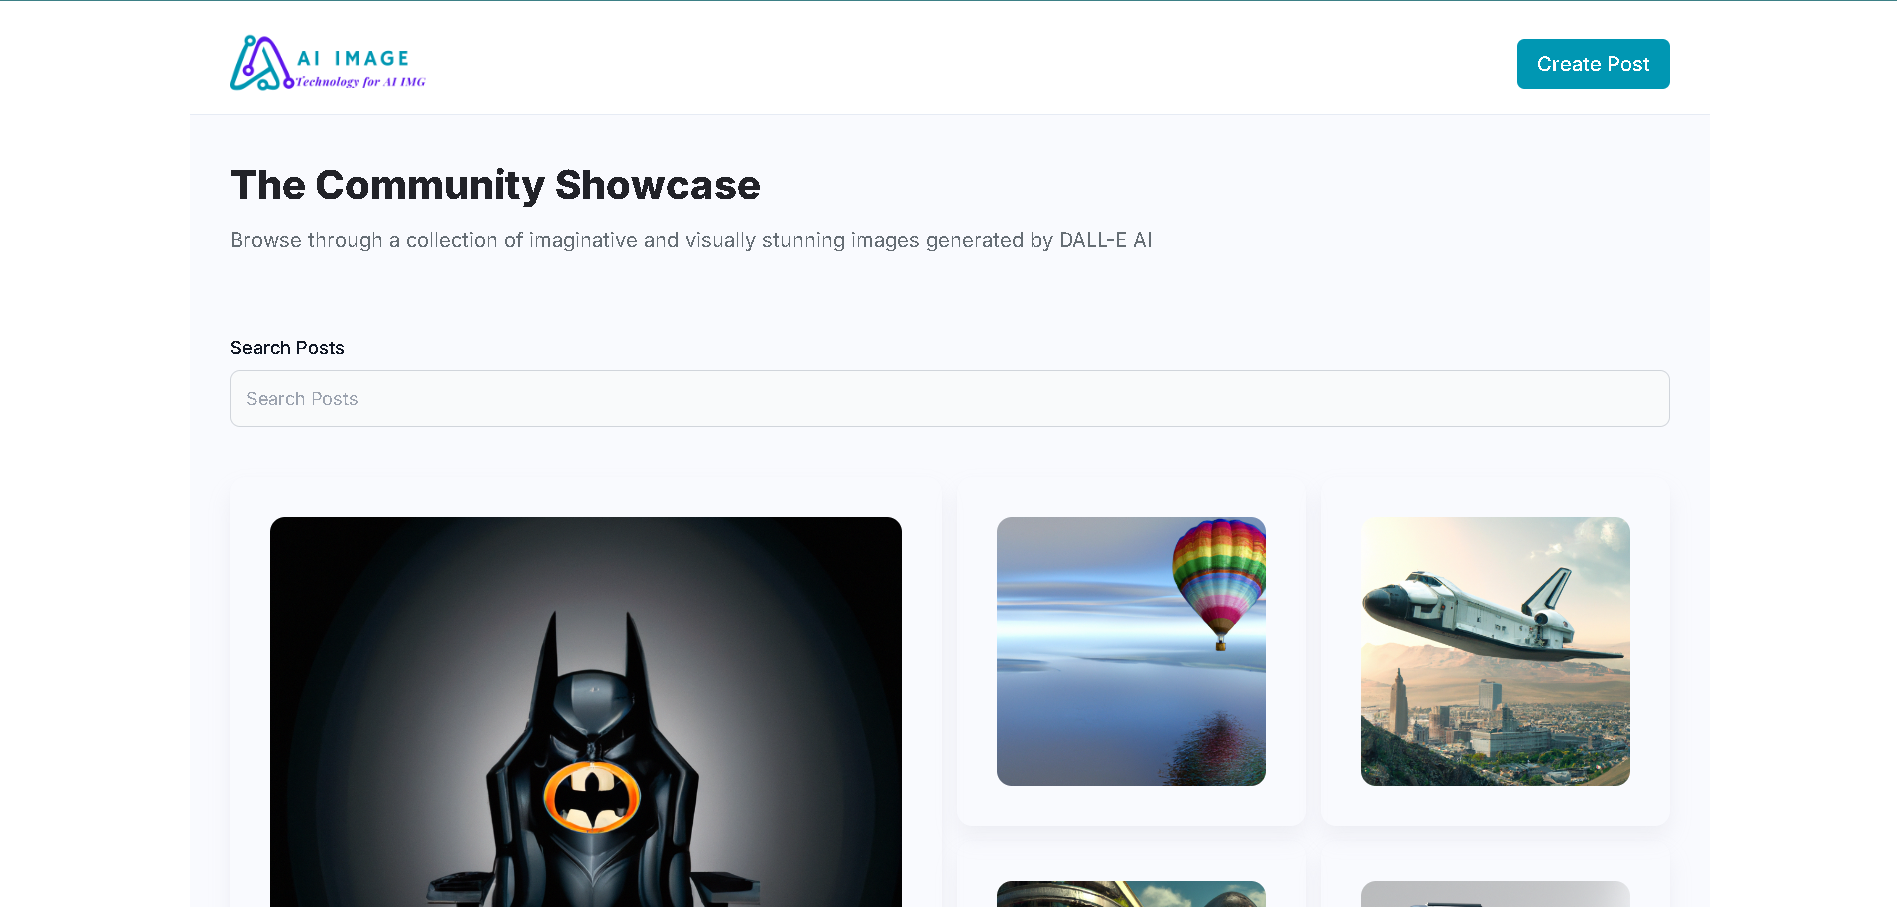 AI IMAGE
Technology for AI IMG
Create Post
The Community Showcase
Browse through a collection of imaginative and visually stunning images generated by DALL-E AI
Search Posts
Search Posts